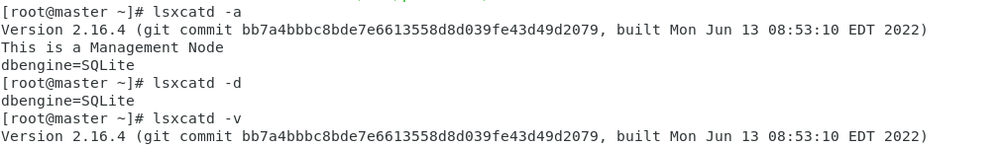 [root@master ~]# lsxcatd -a
Version 2.16.4 (git commit bb7a4bbbc8bde7e6613558d8d039fe43d49d2079, built Mon Jun 13 08:53:10 EDT 2022)
This is a Management Node
dbengine=SQLite
[root@master ~]# lsxcatd -d
dbengine=SQLite
[root@master ~]# lsxcatd -v
Version 2.16.4 (git commit bb7a4bbbc8bde7e6613558d8d039fe43d49d2079, built Mon Jun 13 08:53:10 EDT 2022)